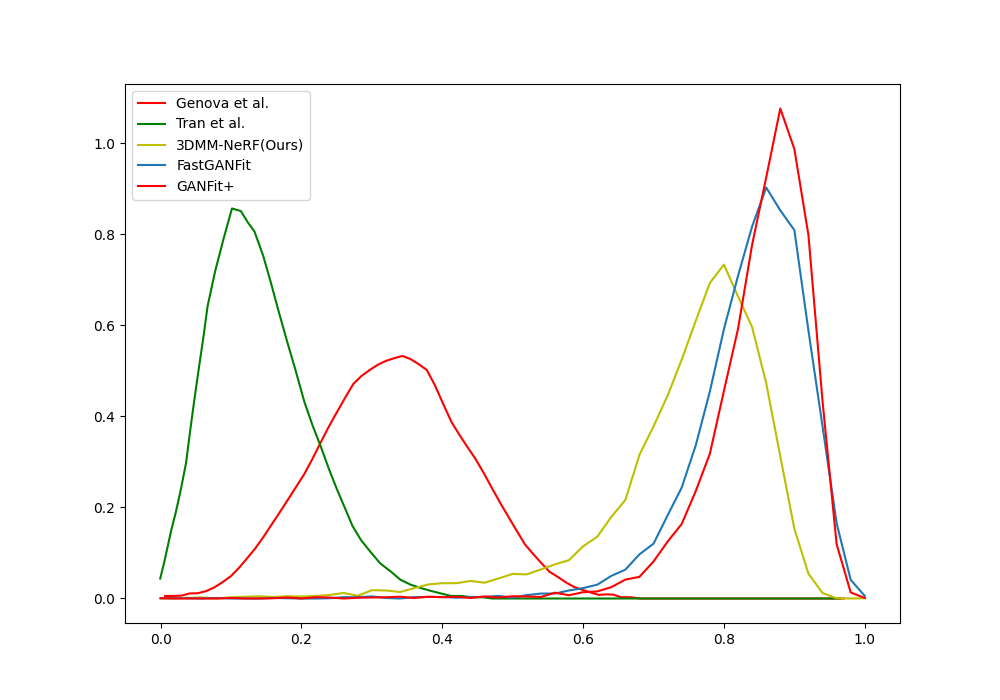 Genova et al.
Tran et al.
3DMM-NeRF(Ours)
FastGANFit
GANFit+
1.0
0.8
0.6
0.4
0.2
0.0
0.0 0.2 0.4 0.6 0.8 1.0